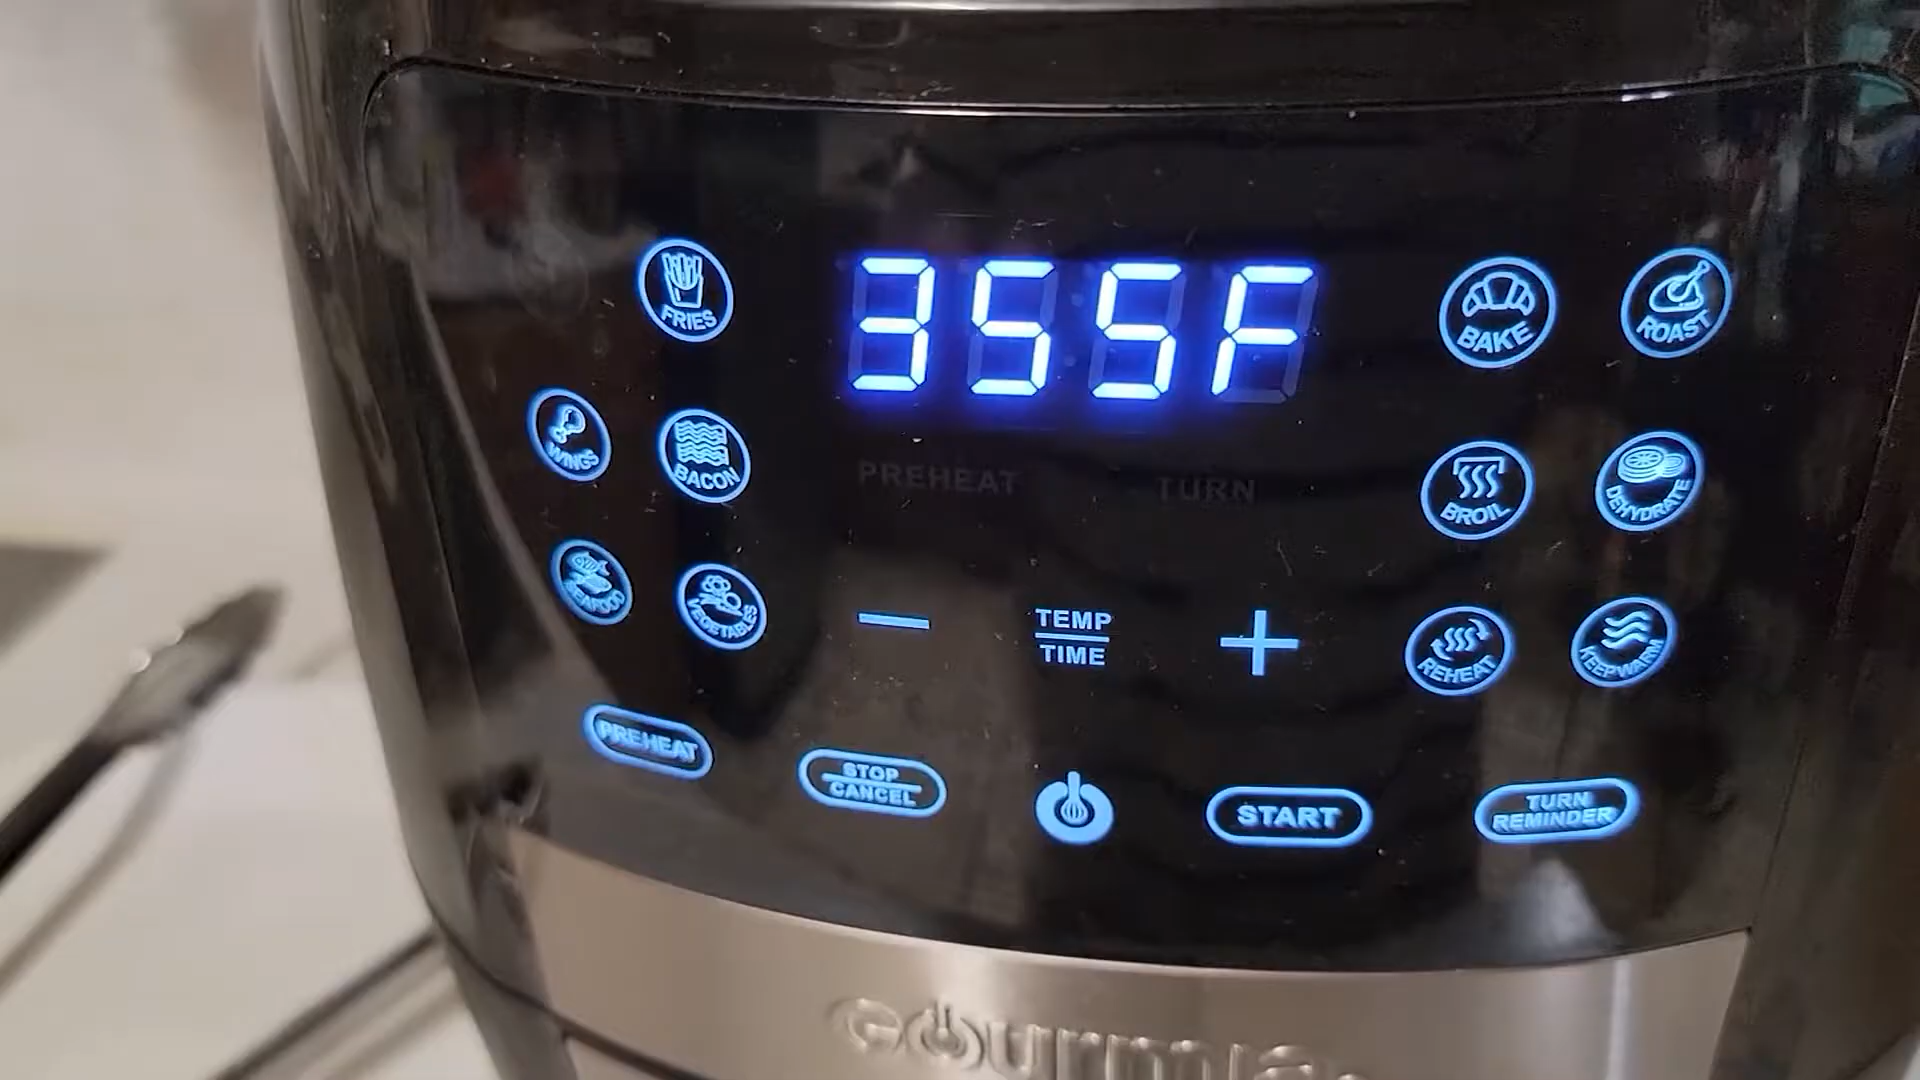 355F
FRIES
BAKE
ROAST
WINGS
BACON
PREHEAT
TURN
BROIL
DEHYDRATE
SEAFOOD
VEGETABLES
TEMP
TIME
REHEAT
KEEPWARM
PREHEAT
STOP
CANCEL
START
TURN
REMINDER
Gourmia